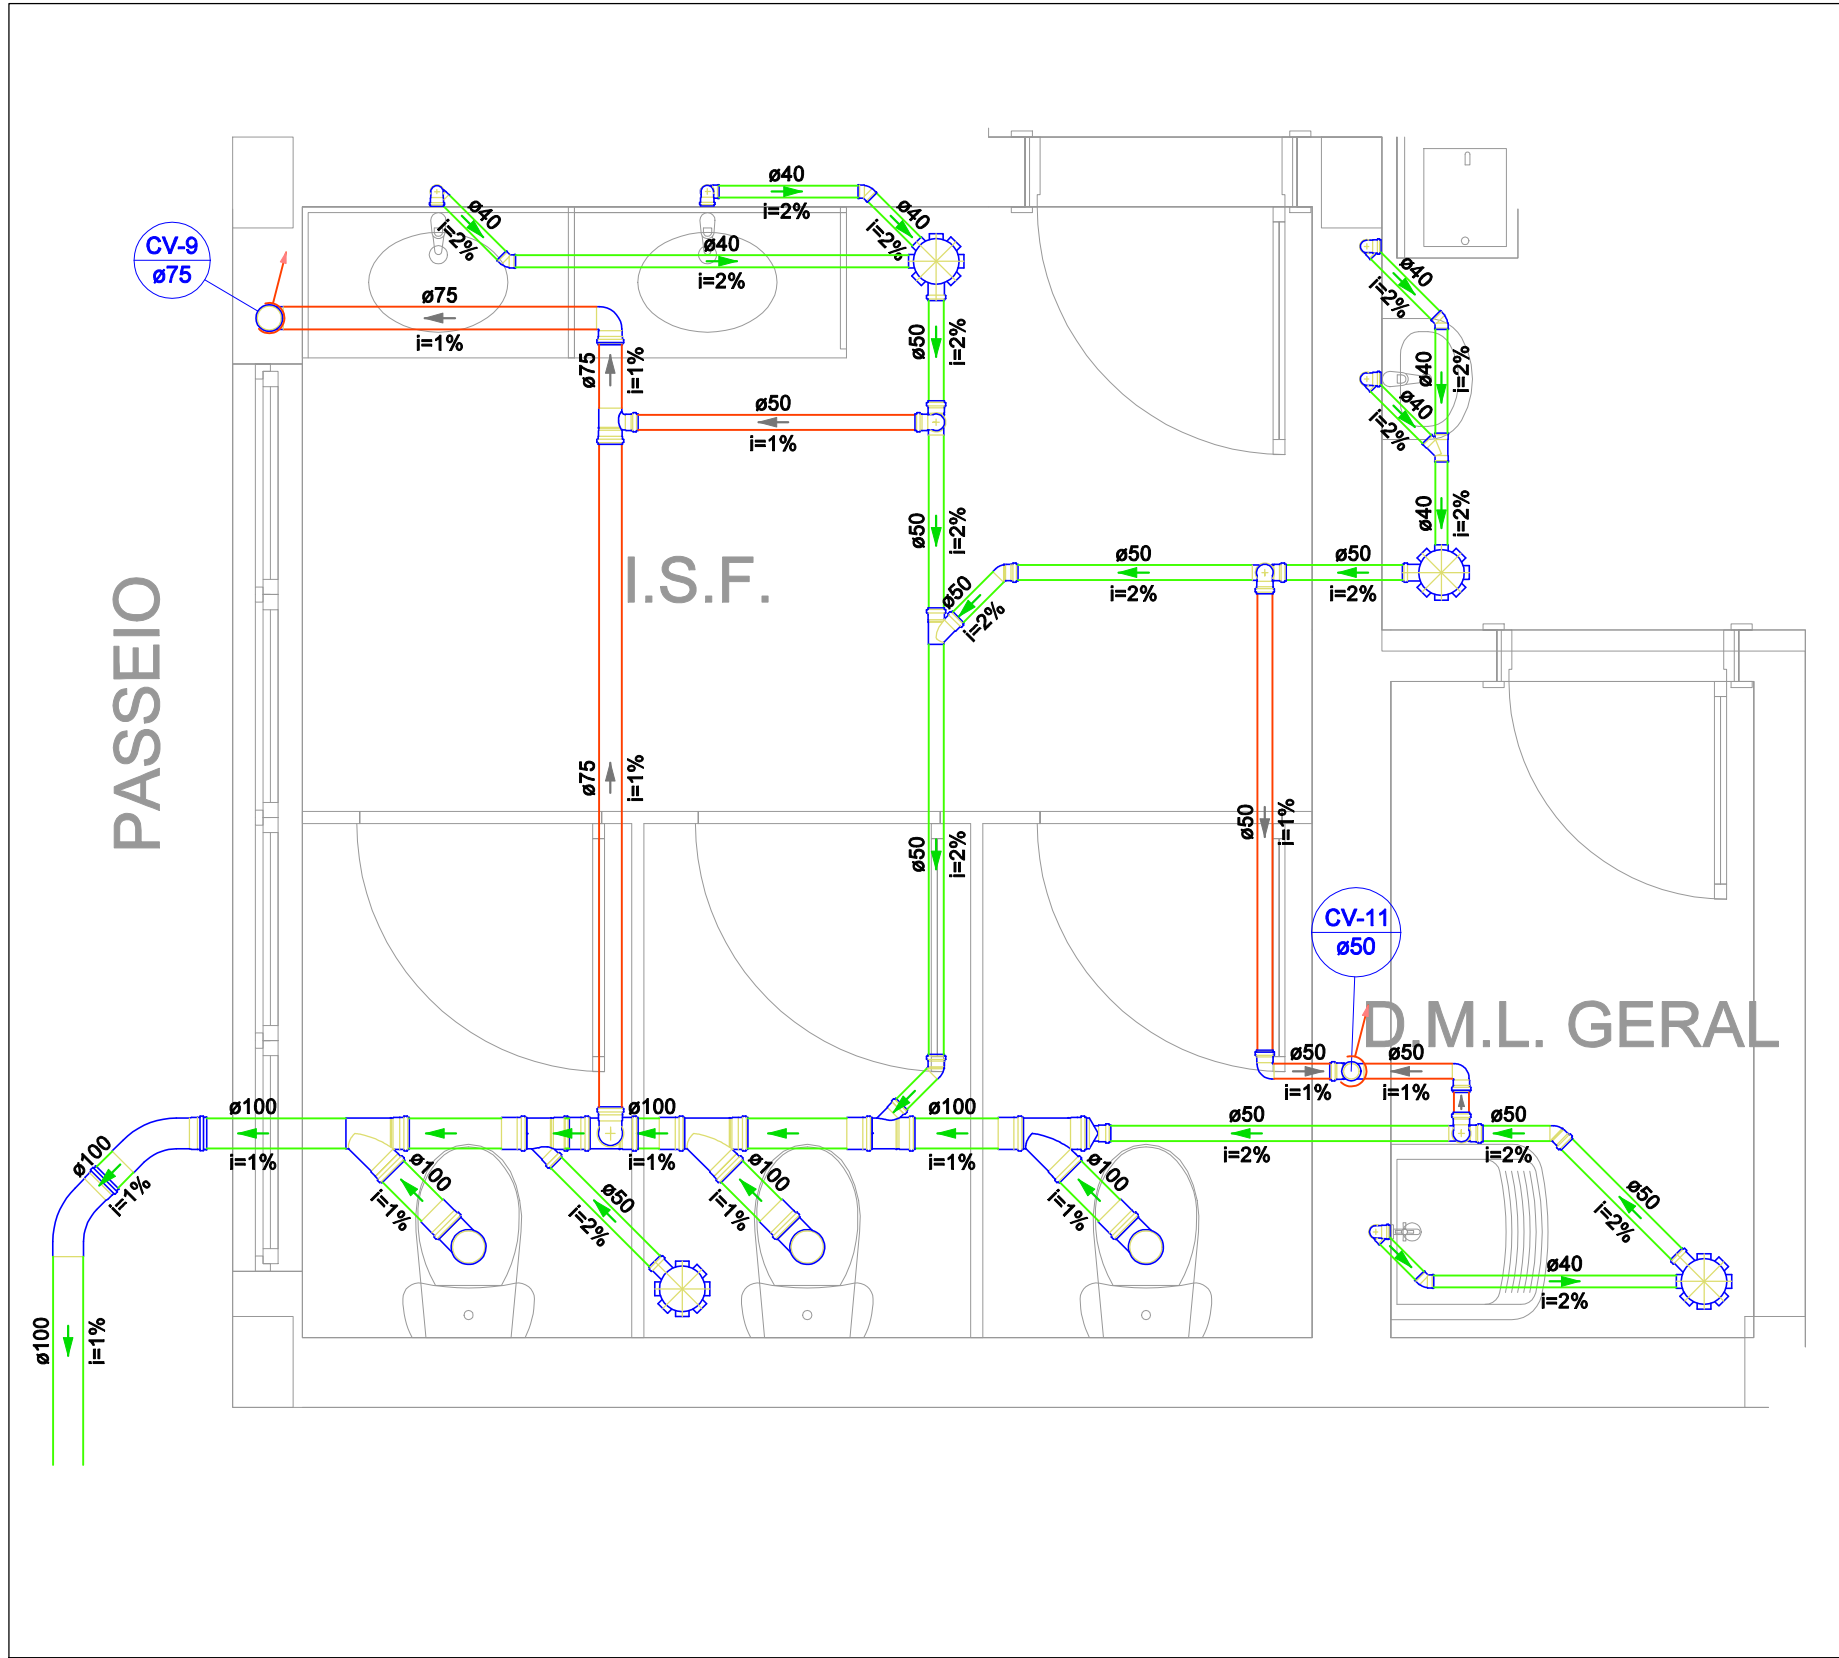 ø40
i=2%
ø40
i=2%
ø40
i=2%
ø40
i=2%
CV-9
ø75
ø75
i=1%
ø75
i=1%
ø50
i=2%
ø50
i=1%
ø40
i=2%
ø40
i=2%
ø40
i=2%
ø40
i=2%
ø50
i=2%
ø50
i=2%
ø50
i=2%
ø50
i=2%
I.S.F.
PASSEIO
ø75
i=1%
ø50
i=2%
ø50
i=1%
CV-11
ø50
D.M.L. GERAL
ø50
i=1%
ø50
i=1%
ø100
i=1%
ø100
i=1%
ø100
i=1%
ø50
i=2%
ø50
i=2%
ø100
i=1%
ø100
i=1%
ø50
i=2%
ø100
i=1%
ø100
i=1%
ø50
i=2%
ø40
i=2%
ø100
i=1%